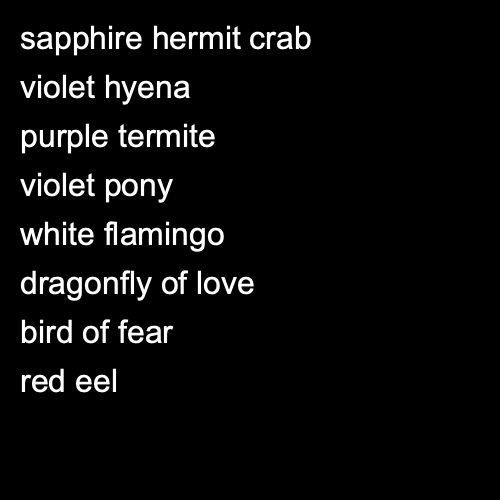 sapphire hermit crab
violet hyena
purple termite
violet pony
white flamingo
dragonfly of love
bird of fear
red eel